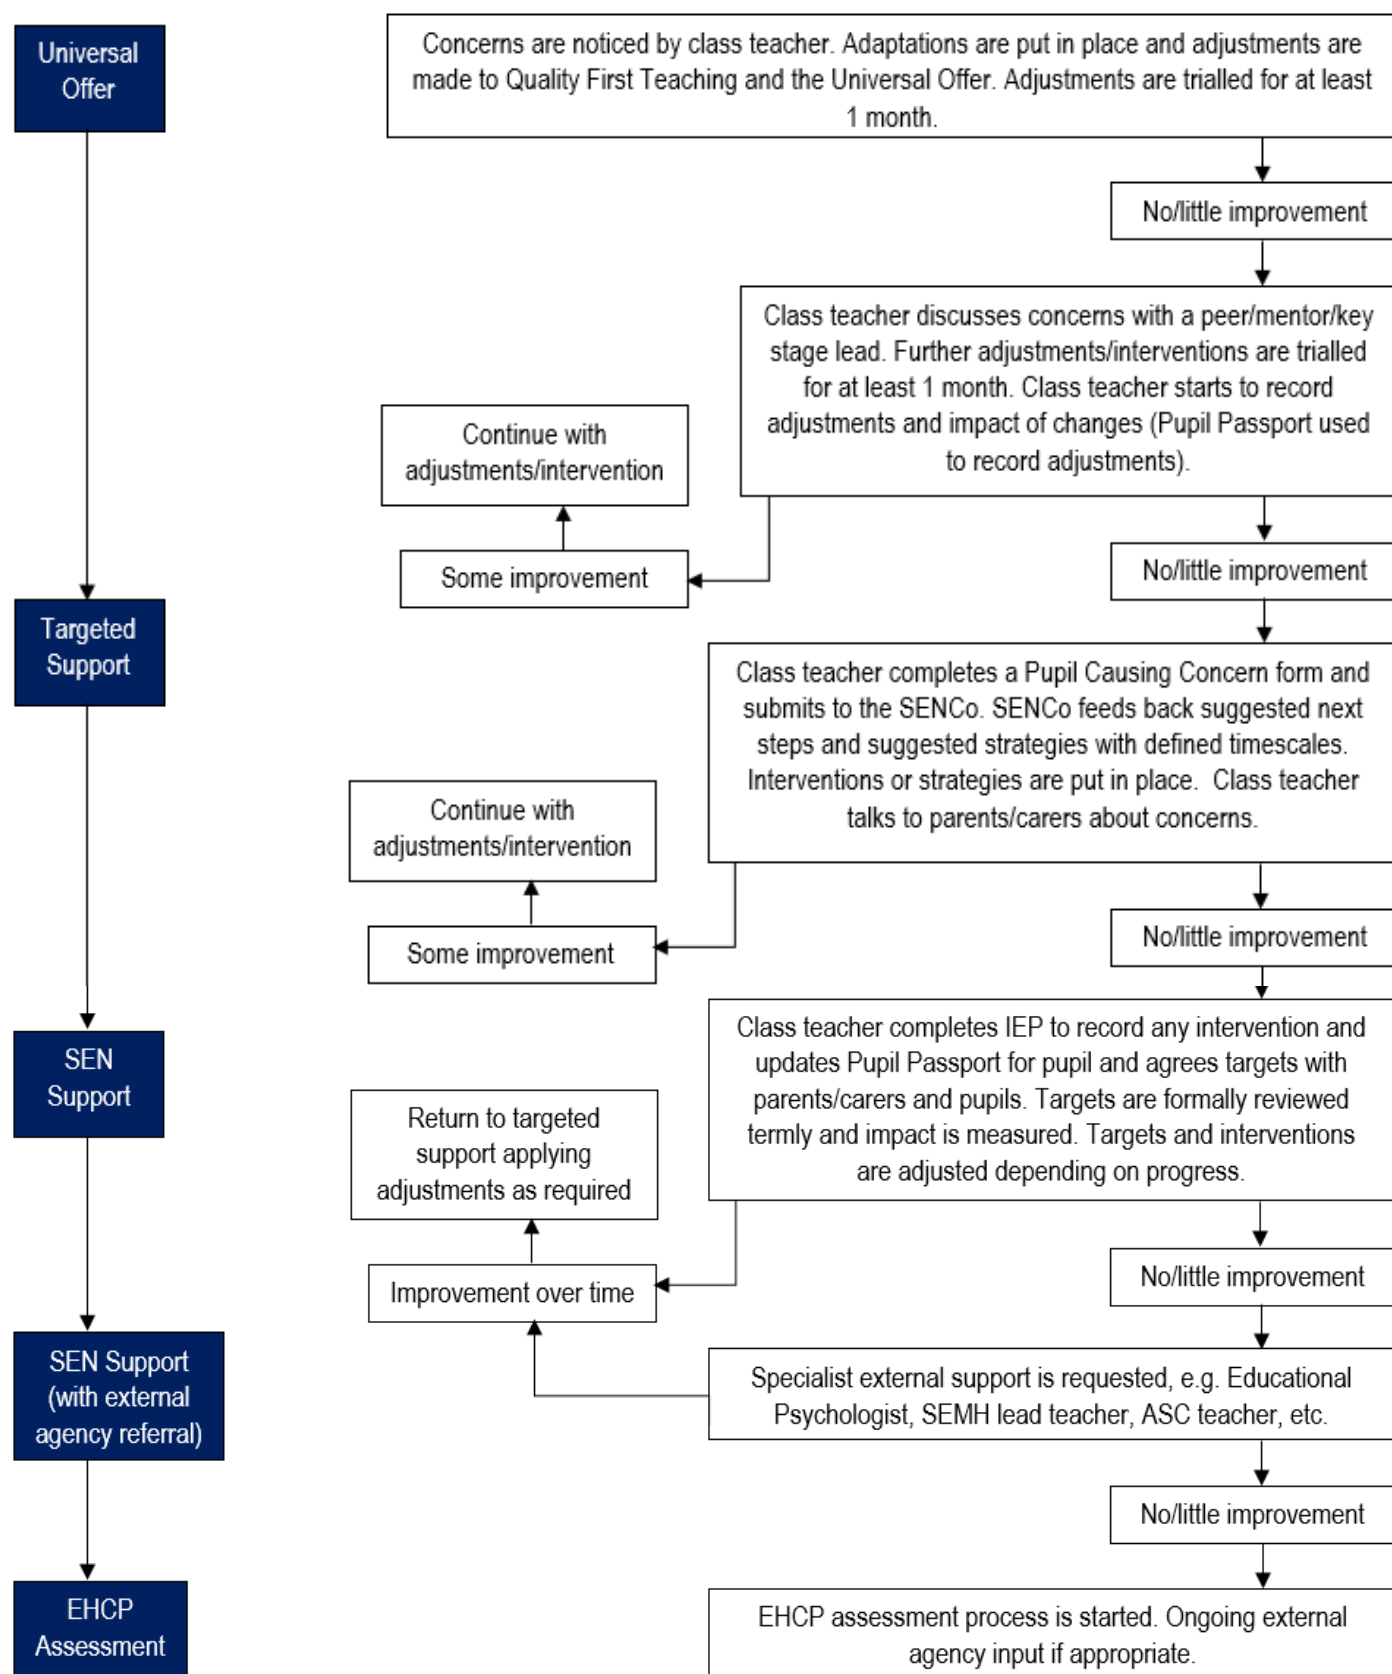 Universal
Offer
Concerns are noticed by class teacher. Adaptations are put in place and adjustments are
made to Quality First Teaching and the Universal Offer. Adjustments are trialled for at least
1 month.
No/little improvement
Class teacher discusses concerns with a peer/mentor/key
stage lead. Further adjustments/interventions are trialled
for at least 1 month. Class teacher starts to record
adjustments and impact of changes (Pupil Passport used
to record adjustments).
Continue with
adjustments/intervention
Some improvement
No/little improvement
Targeted
Support
Class teacher completes a Pupil Causing Concern form and
submits to the SENCo. SENCo feeds back suggested next
steps and suggested strategies with defined timescales.
Interventions or strategies are put in place.  Class teacher
talks to parents/carers about concerns.
Continue with
adjustments/intervention
Some improvement
No/little improvement
SEN
Support
Class teacher completes IEP to record any intervention and
updates Pupil Passport for pupil and agrees targets with
parents/carers and pupils. Targets are formally reviewed
termly and impact is measured. Targets and interventions
are adjusted depending on progress.
Return to targeted
support applying
adjustments as required
Improvement over time
No/little improvement
SEN Support
(with external
agency referral)
Specialist external support is requested, e.g. Educational
Psychologist, SEMH lead teacher, ASC teacher, etc.
No/little improvement
EHCP
Assessment
EHCP assessment process is started. Ongoing external
agency input if appropriate.